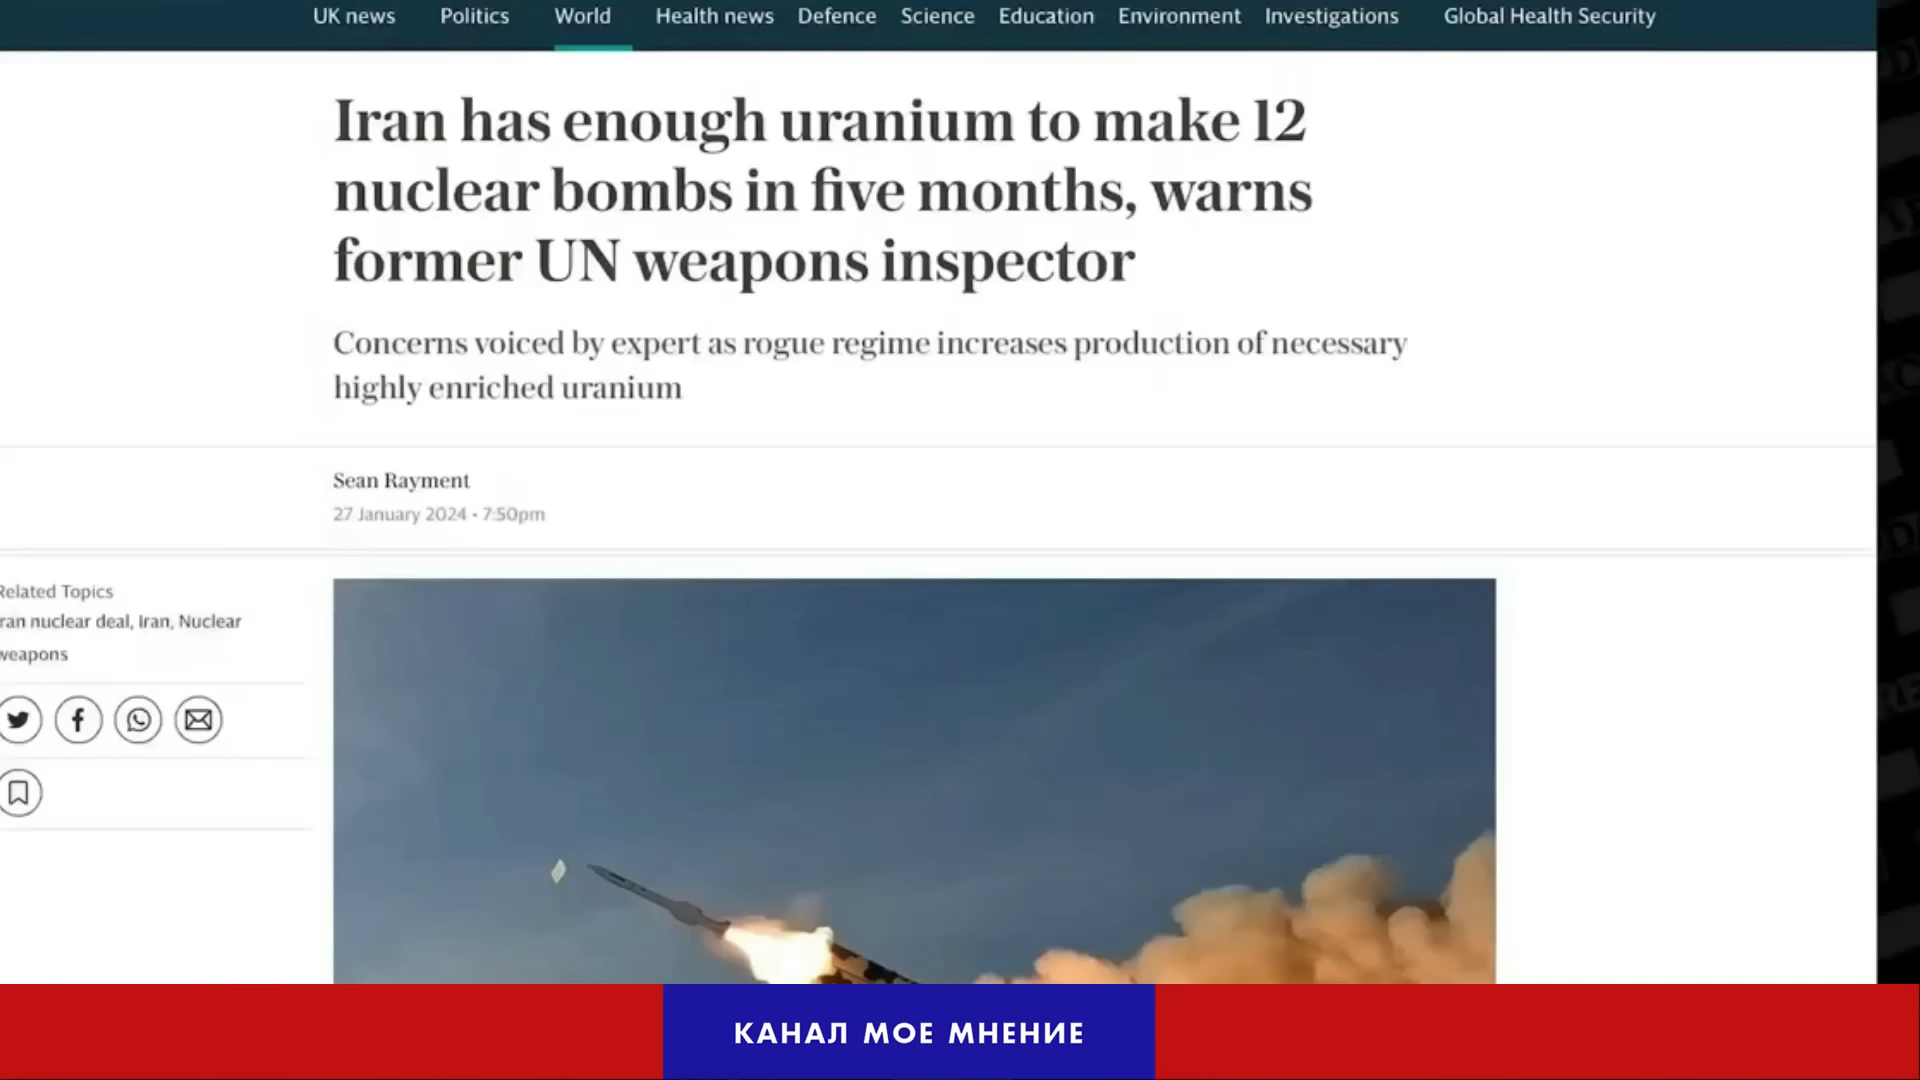 UK news Politics World Health news Defence Science Education Environment Investigations Global Health Security
Iran has enough uranium to make 12
nuclear bombs in five months, warns
former UN weapons inspector
Concerns voiced by expert as rogue regime increases production of necessary
highly enriched uranium
Sean Rayment
27 January 2024 • 7:50pm
Related Topics
ran nuclear deal, Iran, Nuclear
weapons
КАНАЛ МОЕ МНЕНИЕ